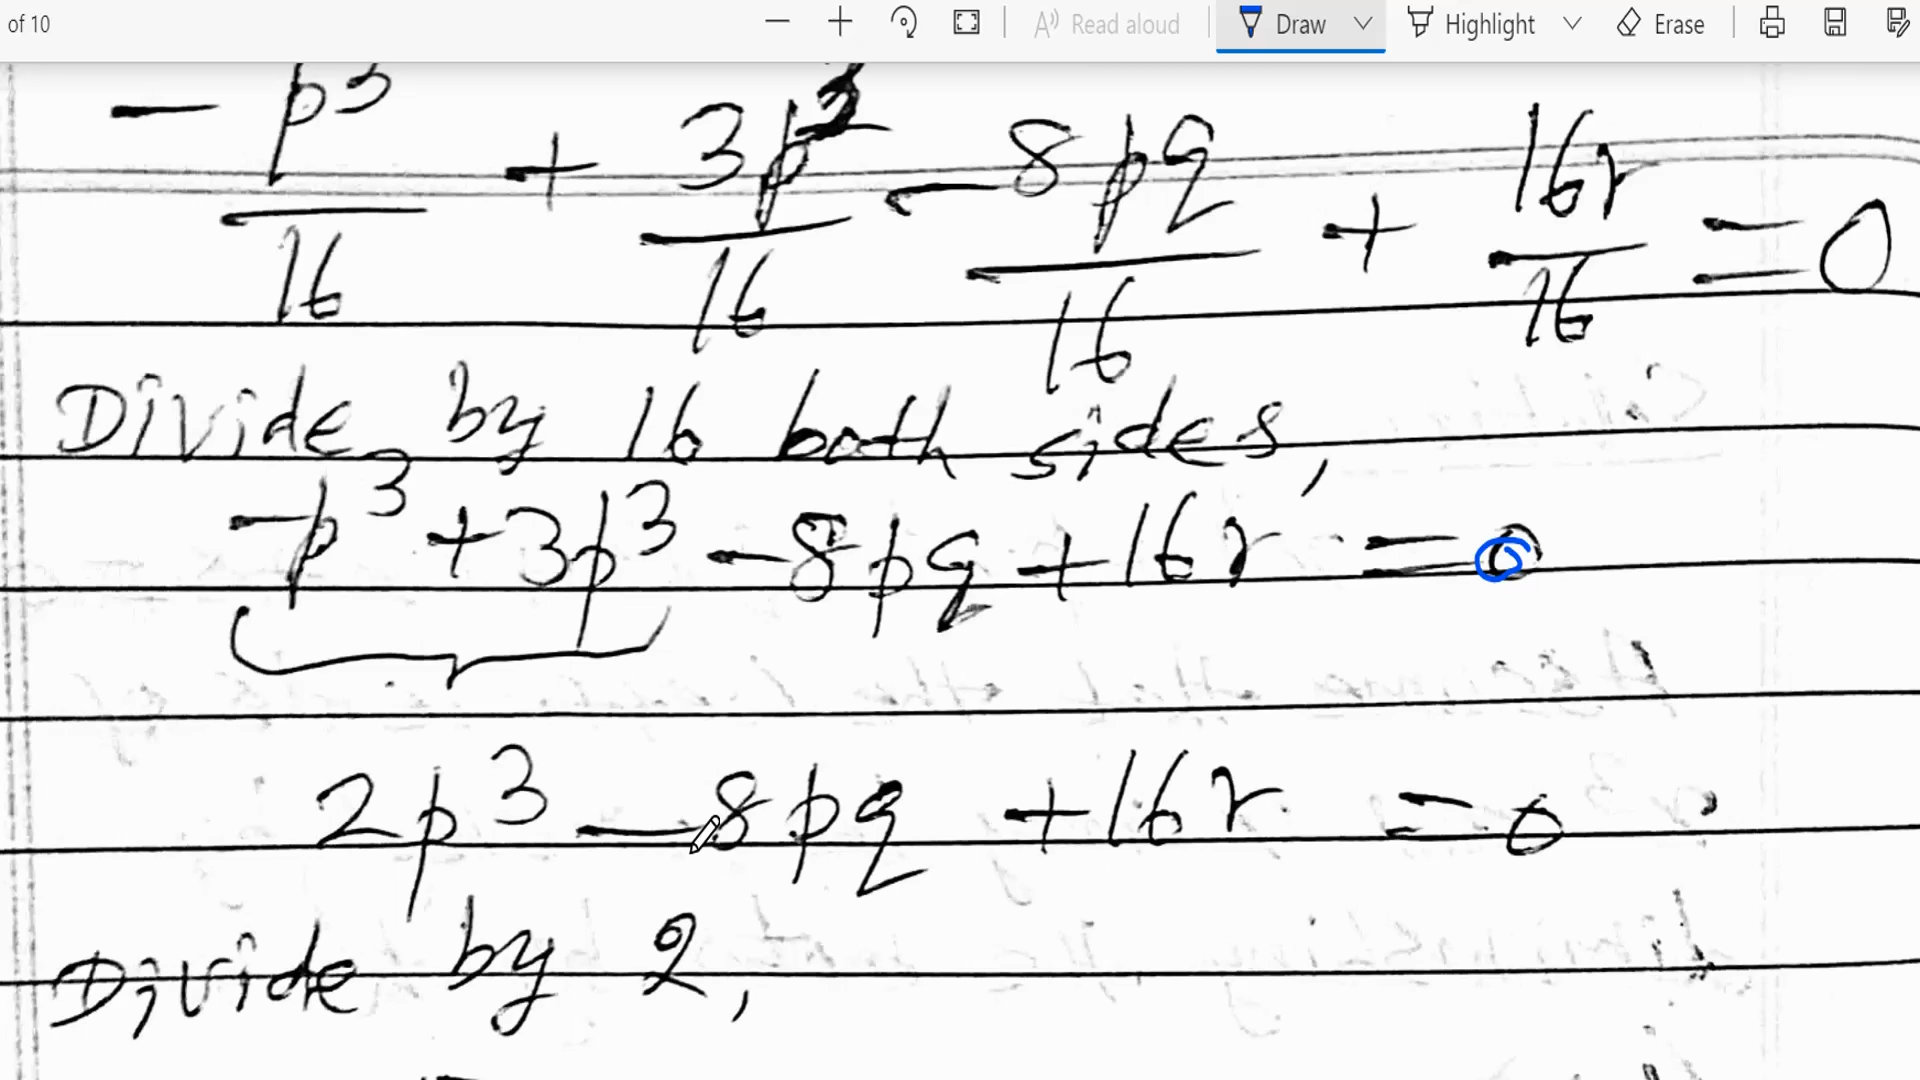 of 10 Read aloud Draw Highlight Erase
- p³/16 + 3p³/16 - 8pq/16 + 16r/16 = 0
Divide by 16 both sides,
-p³ + 3p³ - 8pq + 16r = 0
2p³ - 8pq + 16r = 0
Divide by 2,